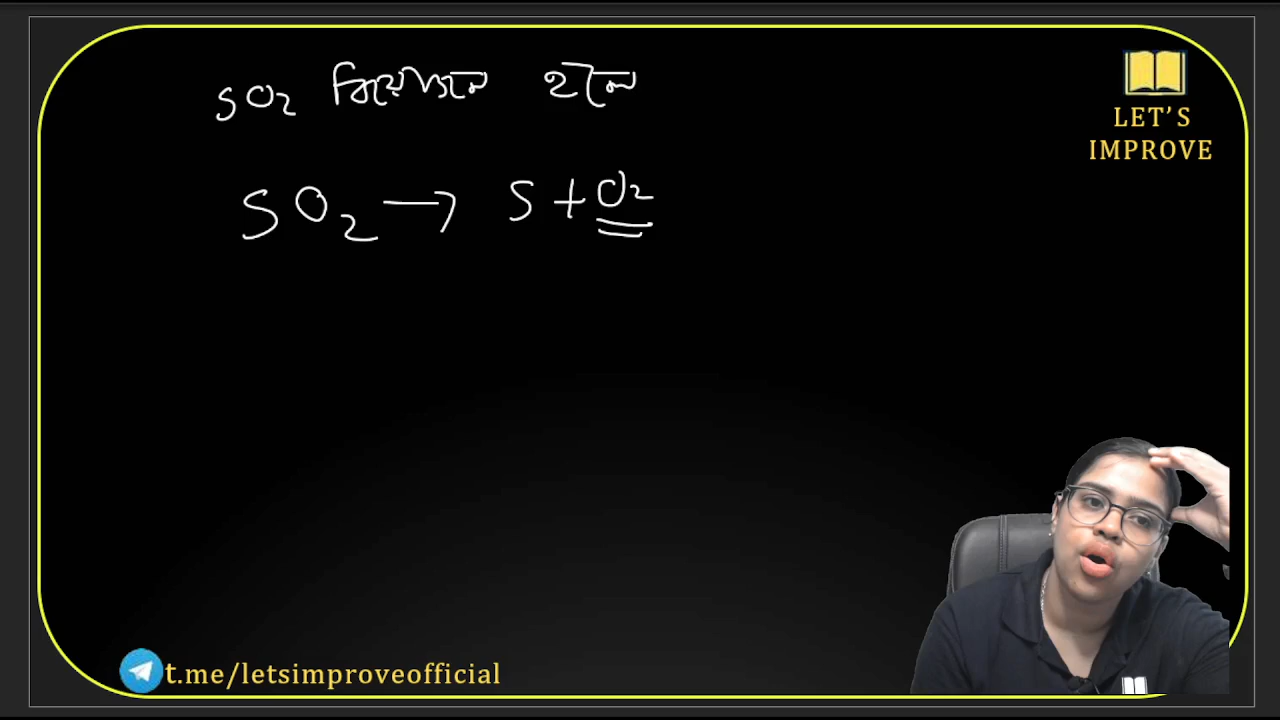 SO₂ বিয়োজন হলে
LET'S
IMPROVE
SO₂ → S + O₂
t.me/letsimproveofficial